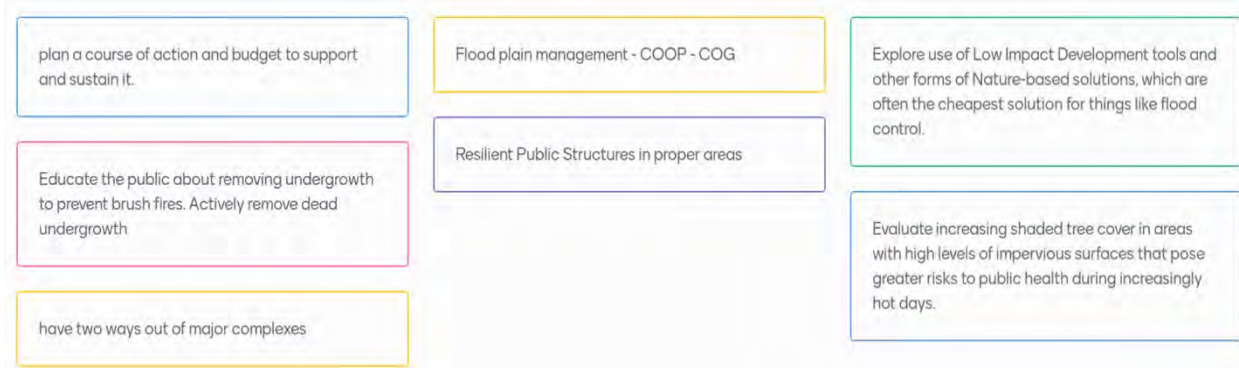 plan a course of action and budget to support
and sustain it.
Educate the public about removing undergrowth
to prevent brush fires. Actively remove dead
undergrowth
have two ways out of major complexes
Flood plain management - COOP - COG
Resilient Public Structures in proper areas
Explore use of Low Impact Development tools and
other forms of Nature-based solutions, which are
often the cheapest solution for things like flood
control.
Evaluate increasing shaded tree cover in areas
with high levels of impervious surfaces that pose
greater risks to public health during increasingly
hot days.